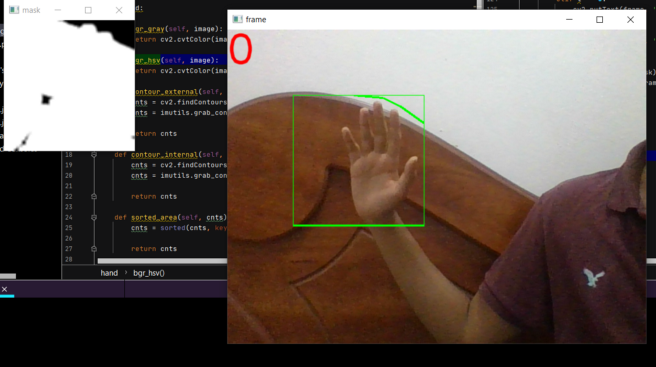 mask
frame
0
bgr_gray(self, image):
return cv2.cvtColor(ima
bgr_hsv(self, image):
return cv2.cvtColor(ima
contour_external(self,
cnts = cv2.findContours
cnts = imutils.grab_con
return cnts
18 def contour_internal(self,
19 cnts = cv2.findContours
20 cnts = imutils.grab_con
21
22 return cnts
23
24 def sorted_area(self, cnts)
25 cnts = sorted(cnts, key
26
27 return cnts
28
hand › bgr_hsv()